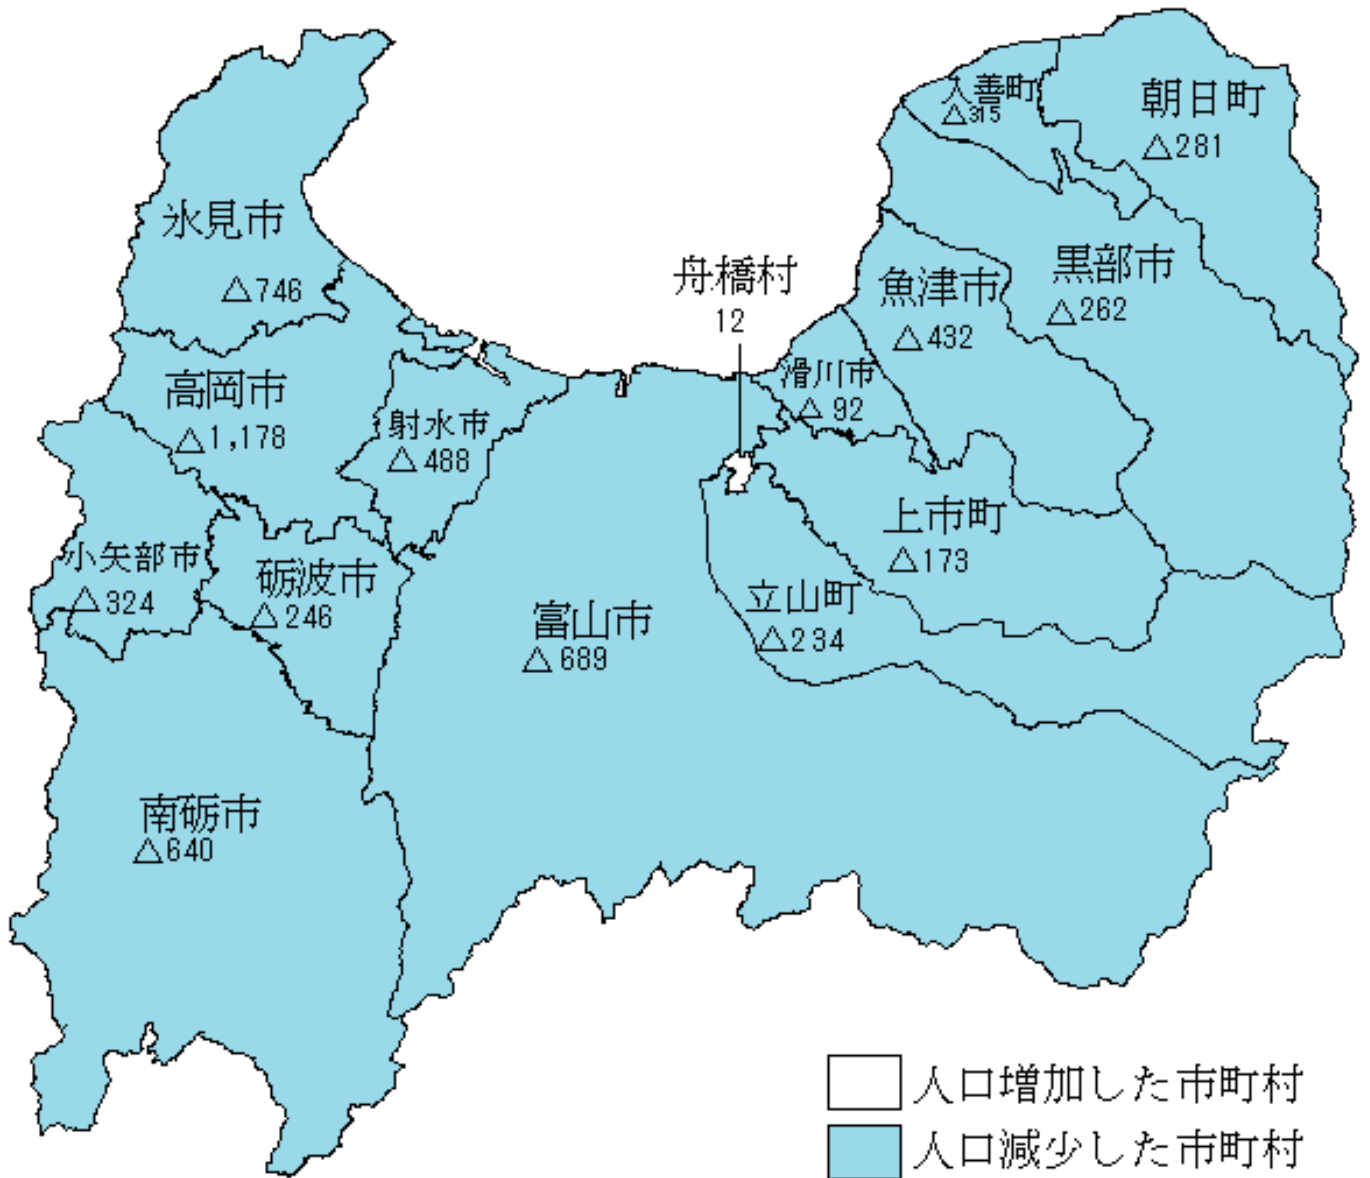 入善町
△315
朝日町
△281
氷見市
△746
舟橋村
12
魚津市
△432
黒部市
△262
高岡市
△1,178
射水市
△488
滑川市
△92
上市町
△173
小矢部市
△324
砺波市
△246
富山市
△689
立山町
△234
南砺市
△640
人口増加した市町村
人口減少した市町村